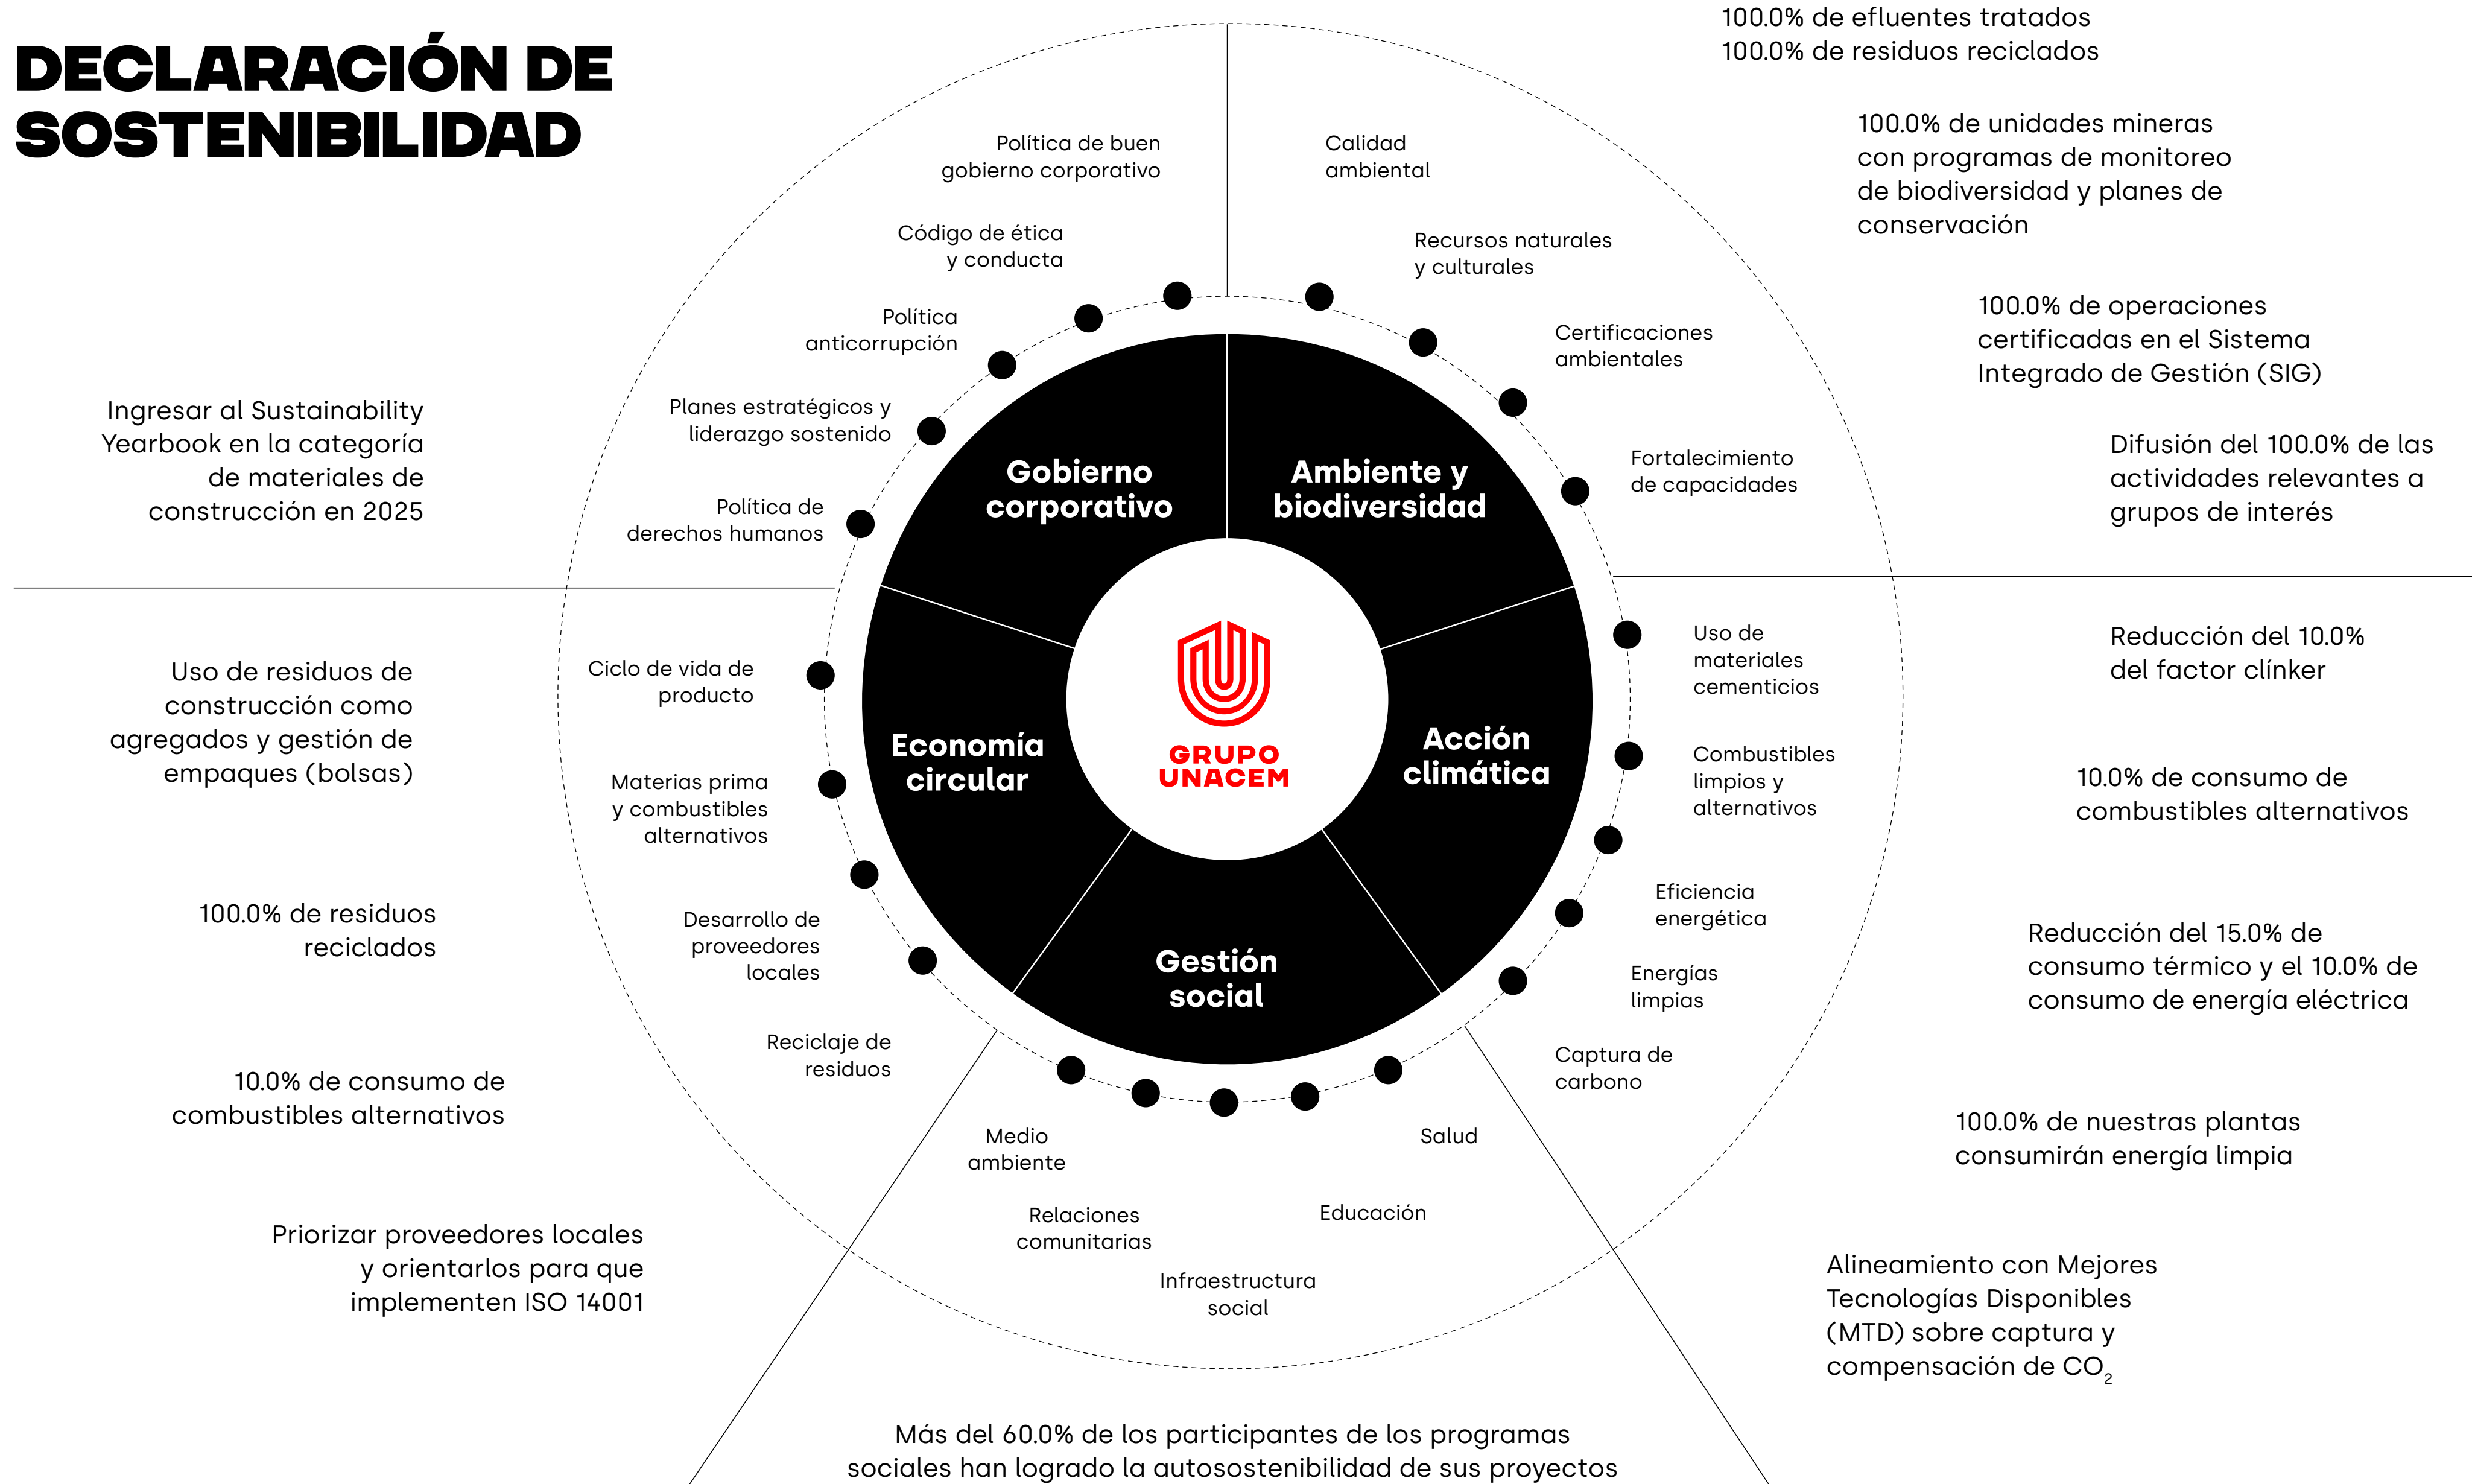 DECLARACIÓN DE
SOSTENIBILIDAD
Política de buen
gobierno corporativo
Código de ética
y conducta
Política
anticorrupción
Planes estratégicos y
liderazgo sostenido
Política de
derechos humanos
Ingresar al Sustainability
Yearbook en la categoría
de materiales de
construcción en 2025
Gobierno
corporativo
Calidad
ambiental
Recursos naturales
y culturales
Certificaciones
ambientales
Fortalecimiento
de capacidades
100.0% de efluentes tratados
100.0% de residuos reciclados
100.0% de unidades mineras
con programas de monitoreo
de biodiversidad y planes de
conservación
100.0% de operaciones
certificadas en el Sistema
Integrado de Gestión (SIG)
Difusión del 100.0% de las
actividades relevantes a
grupos de interés
Ambiente y
biodiversidad
GRUPO
UNACEM
Acción
climática
Uso de
materiales
cementicios
Combustibles
limpios y
alternativos
Eficiencia
energética
Energías
limpias
Captura de
carbono
Reducción del 10.0%
del factor clínker
10.0% de consumo de
combustibles alternativos
Reducción del 15.0% de
consumo térmico y el 10.0% de
consumo de energía eléctrica
100.0% de nuestras plantas
consumirán energía limpia
Alineamiento con Mejores
Tecnologías Disponibles
(MTD) sobre captura y
compensación de CO₂
Economía
circular
Ciclo de vida de
producto
Materias prima
y combustibles
alternativos
Desarrollo de
proveedores
locales
Reciclaje de
residuos
Uso de residuos de
construcción como
agregados y gestión de
empaques (bolsas)
100.0% de residuos
reciclados
10.0% de consumo de
combustibles alternativos
Priorizar proveedores locales
y orientarlos para que
implementen ISO 14001
Gestión
social
Medio
ambiente
Relaciones
comunitarias
Infraestructura
social
Educación
Salud
Más del 60.0% de los participantes de los programas
sociales han logrado la autosostenibilidad de sus proyectos